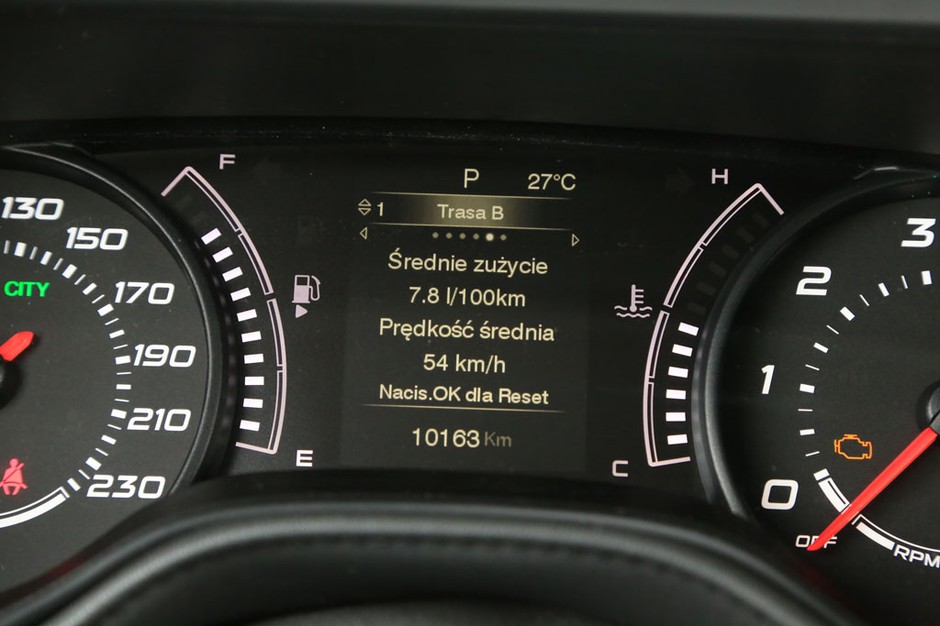 F
P 27°C
H
1 Trasa B
Średnie zużycie
7.8 l/100km
Prędkość średnia
54 km/h
Nacis.OK dla Reset
10163 Km
E
C
130
150
CITY
170
190
210
230
3
2
1
0
OFF
RPM